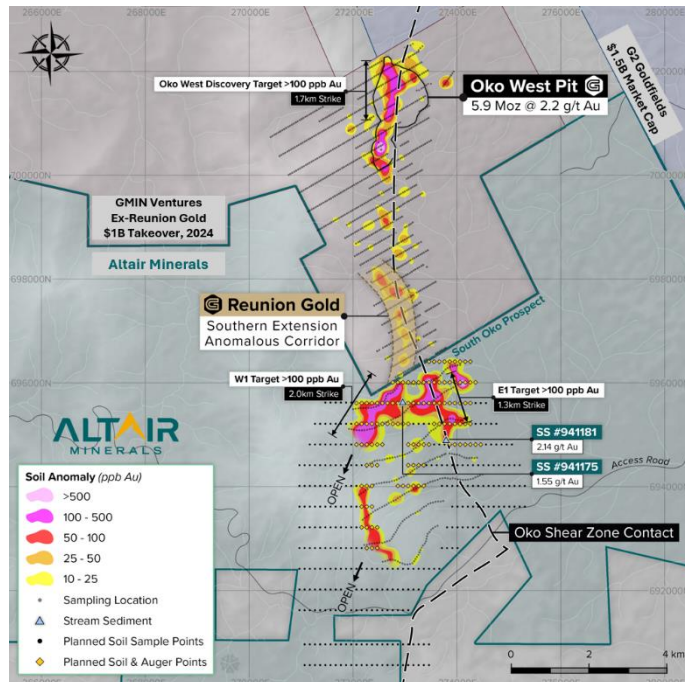 270000E
272000E
274000E
276000E
Oko West Discovery Target >100 ppb Au
1.7km Strike
Oko West Pit
5.9 Moz @ 2.2 g/t Au
G2 Goldfields
$1.5B Market Cap
700000N
700000N
GMIN Ventures
Ex-Reunion Gold
$1B Takeover, 2024
Altair Minerals
698000N
Reunion Gold
Southern Extension
Anomalous Corridor
South Oko Prospect
696000N
W1 Target >100 ppb Au
2.0km Strike
E1 Target >100 ppb Au
1.3km Strike
ALTAIR
MINERALS
SS #941181
2.14 g/t Au
SS #941175
1.55 g/t Au
Access Road
OPEN
Oko Shear Zone Contact
OPEN
Soil Anomaly (ppb Au)
>500
100 - 500
50 - 100
25 - 50
10 - 25
Sampling Location
Stream Sediment
Planned Soil Sample Points
Planned Soil & Auger Points
0 2 4 km